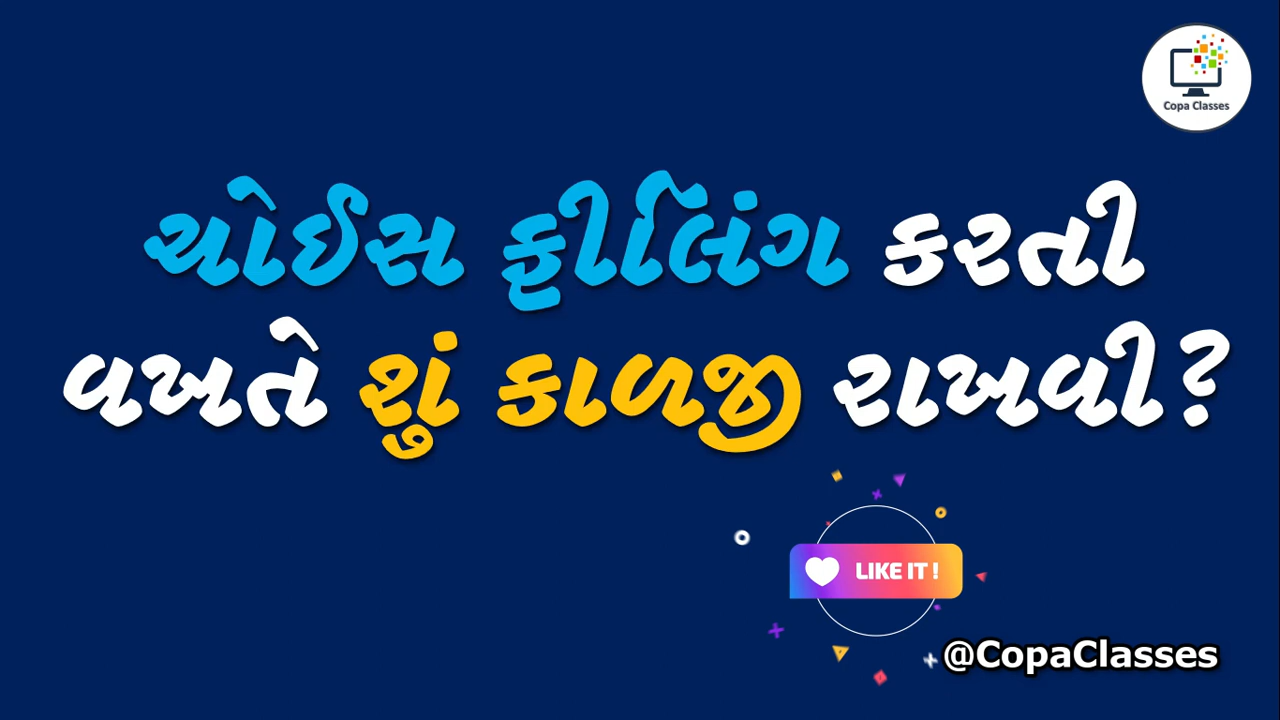 Copa Classes
ચોઈસ ફીલિંગ કરતી
વખતે શું કાળજી રાખવી?
LIKE IT !
@CopaClasses